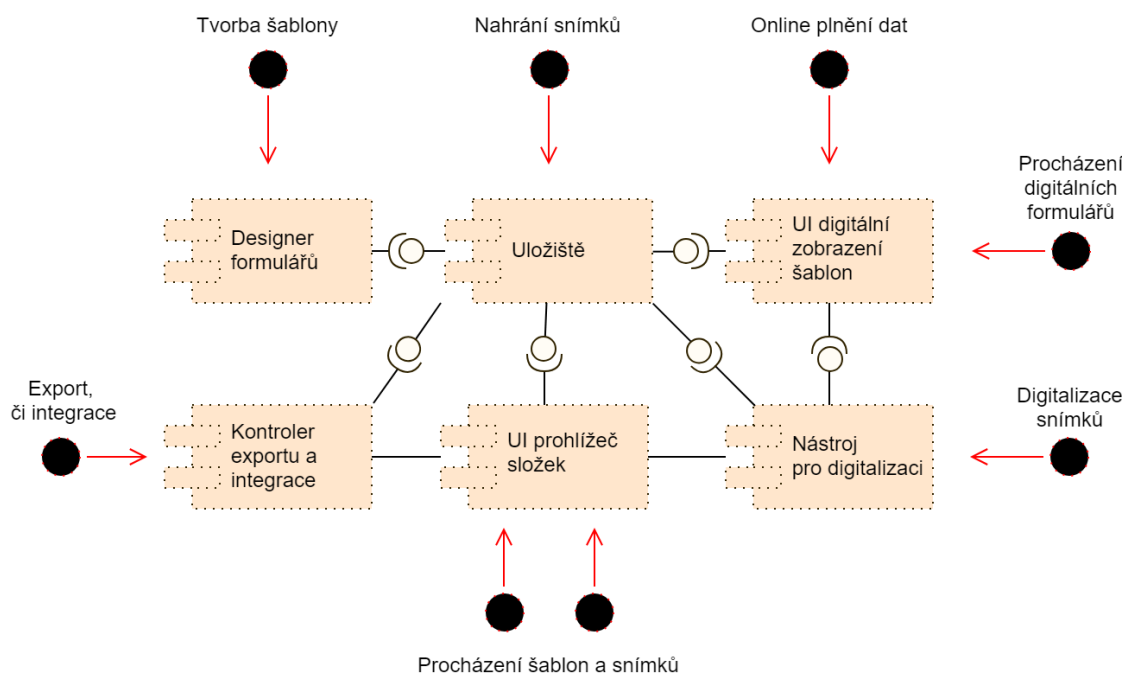 Tvorba šablony
Nahrání snímků
Online plnění dat
Procházení
digitálních
formulářů
Designer
formulářů
Uložiště
UI digitální
zobrazení
šablon
Export,
či integrace
Kontroler
exportu a
integrace
UI prohlížeč
složek
Nástroj
pro digitalizaci
Digitalizace
snímků
Procházení šablon a snímků